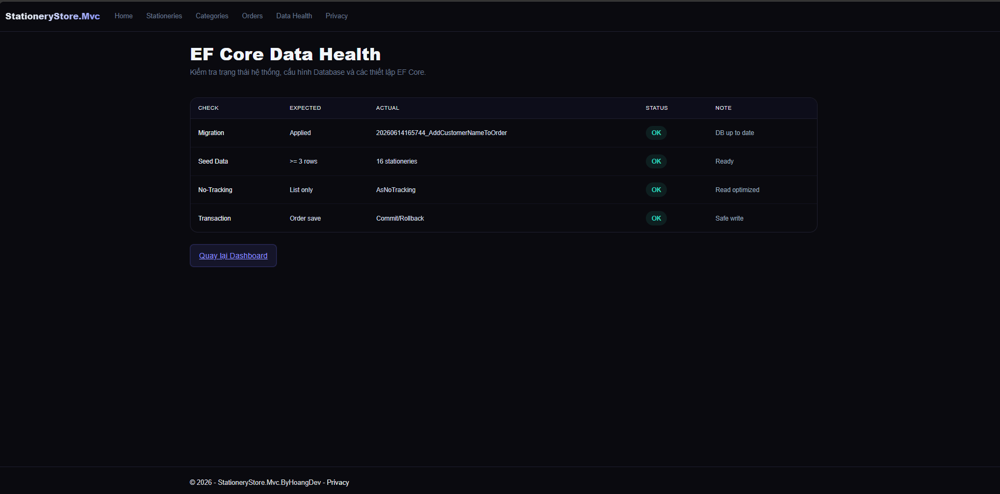 StationeryStore.Mvc Home Stationeries Categories Orders Data Health Privacy
EF Core Data Health
Kiểm tra trạng thái hệ thống, cấu hình Database và các thiết lập EF Core.
CHECK EXPECTED ACTUAL STATUS NOTE
Migration Applied 20260614165744_AddCustomerNameToOrder OK DB up to date
Seed Data >= 3 rows 16 stationeries OK Ready
No-Tracking List only AsNoTracking OK Read optimized
Transaction Order save Commit/Rollback OK Safe write
Quay lại Dashboard
© 2026 - StationeryStore.Mvc.ByHoangDev - Privacy